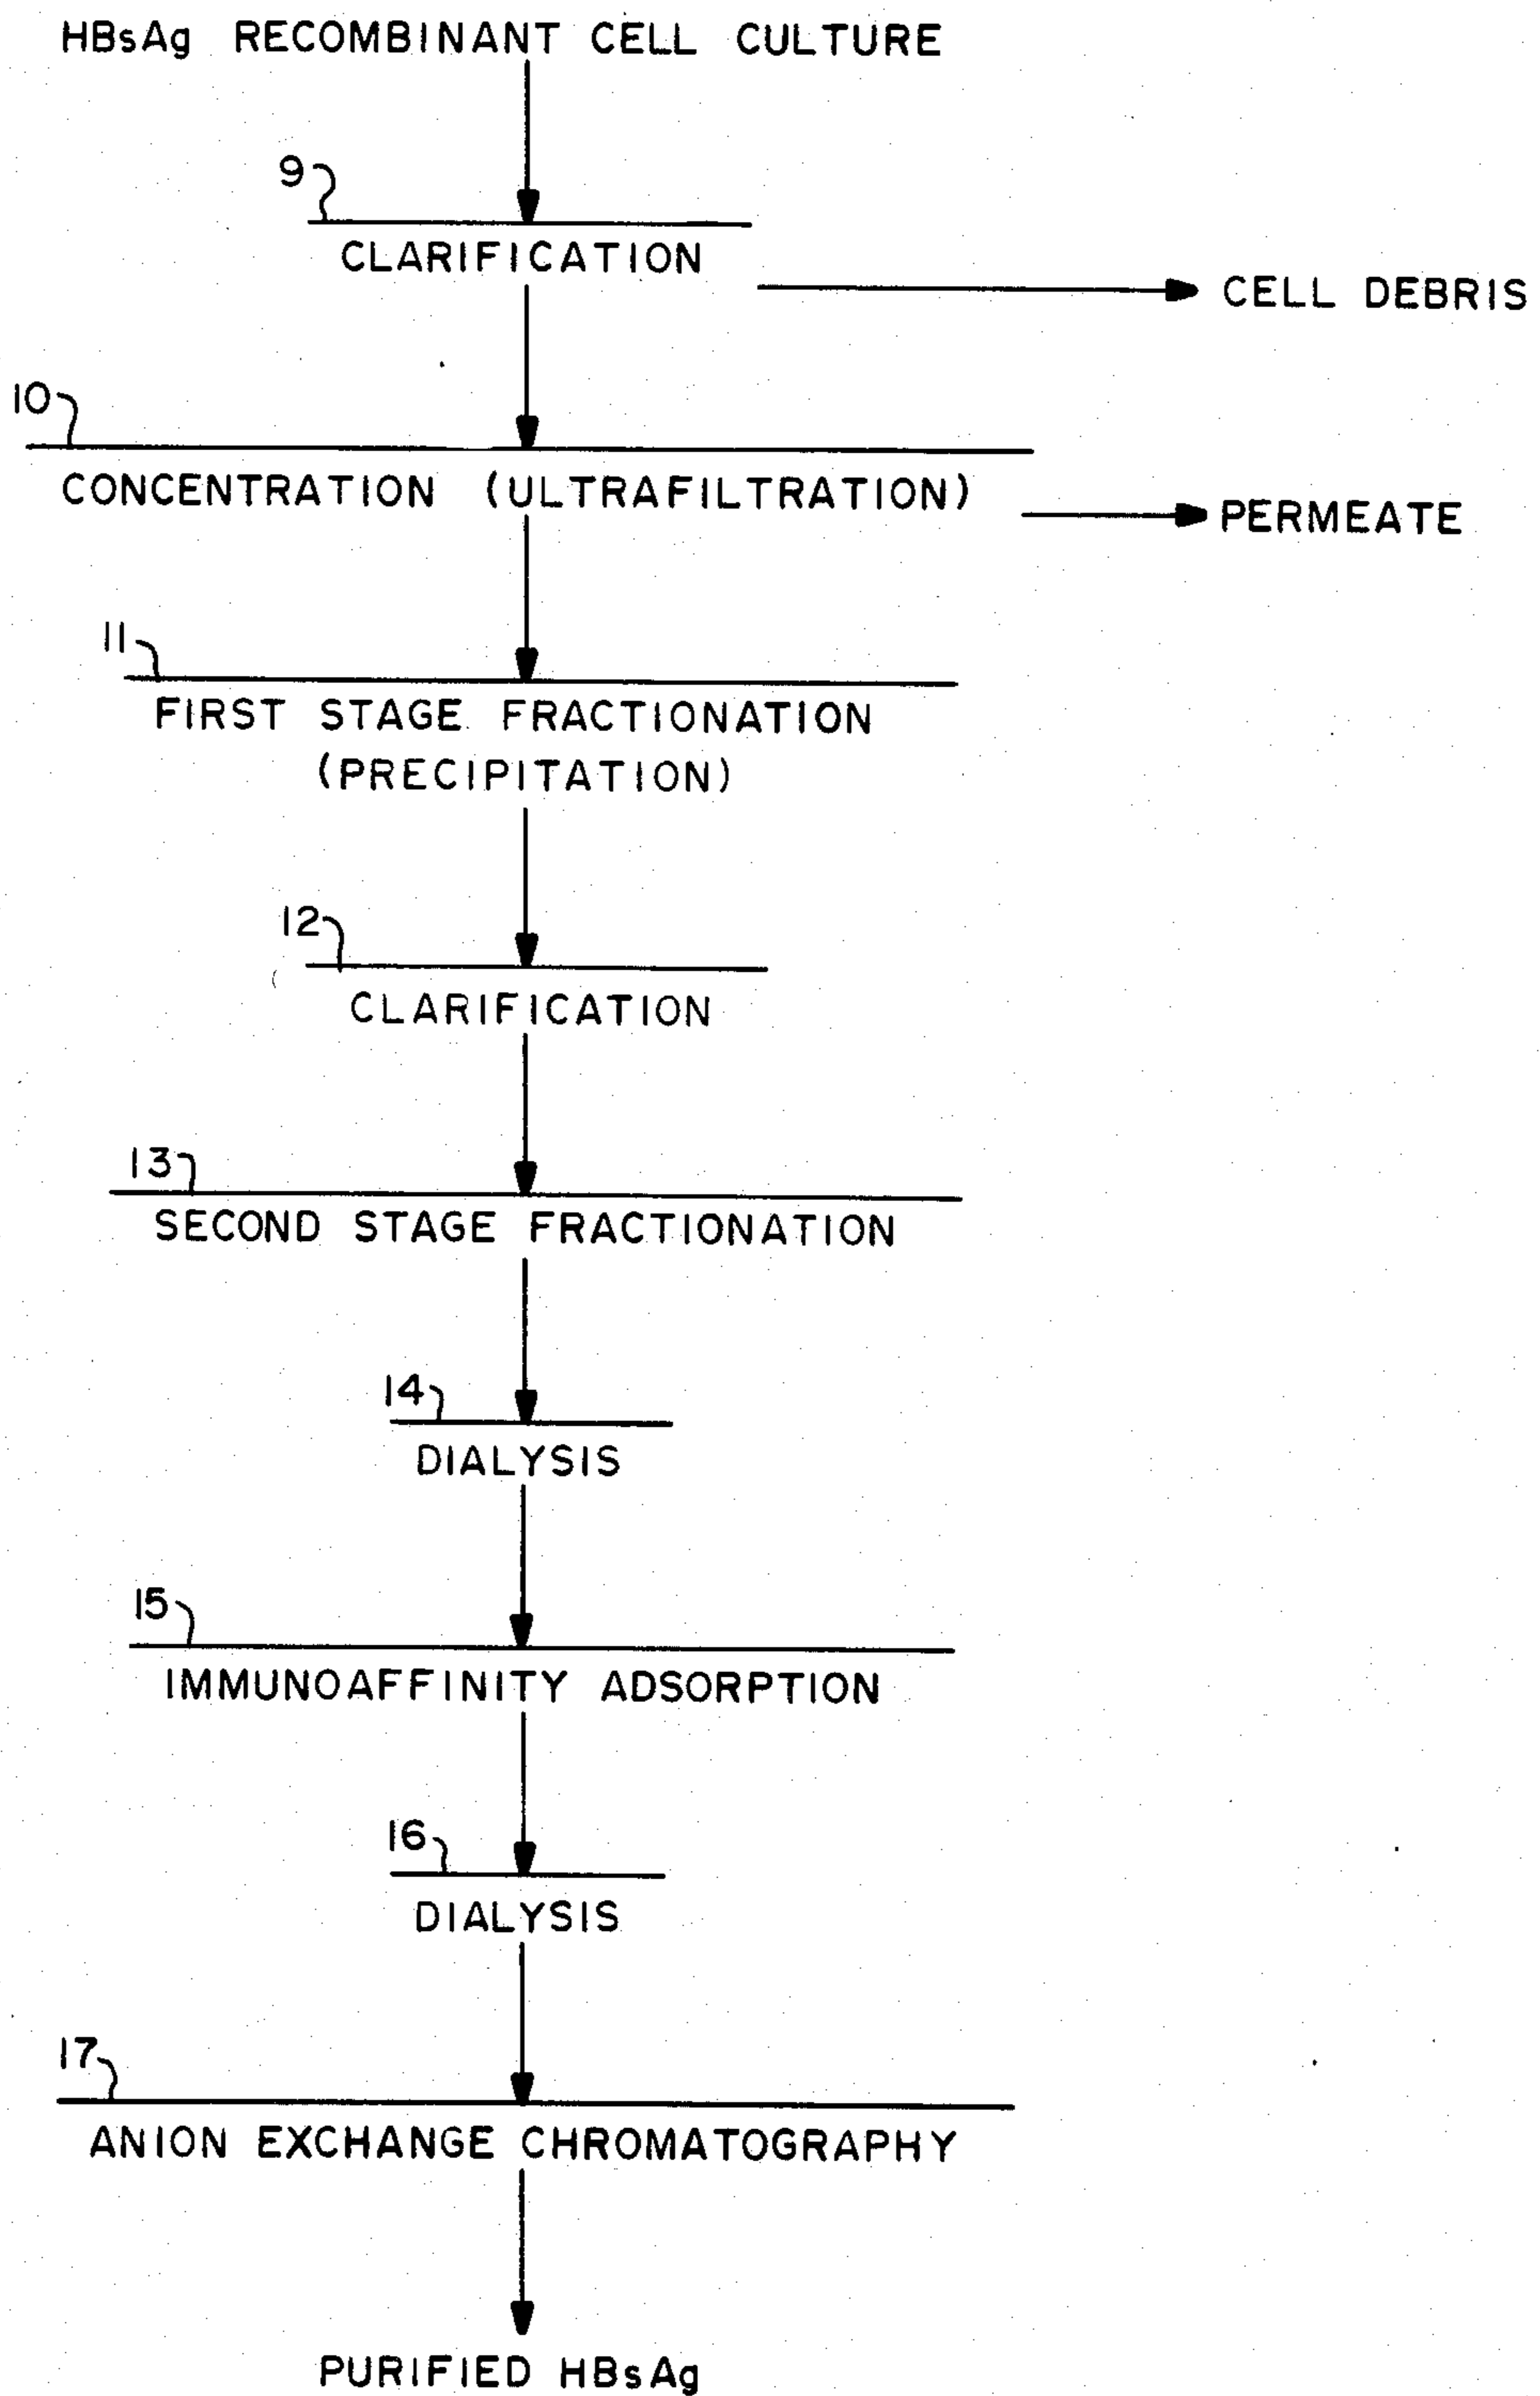 HBsAg RECOMBINANT CELL CULTURE
9
CLARIFICATION
CELL DEBRIS
10
CONCENTRATION (ULTRAFILTRATION)
PERMEATE
11
FIRST STAGE FRACTIONATION
(PRECIPITATION)
12
CLARIFICATION
13
SECOND STAGE FRACTIONATION
14
DIALYSIS
15
IMMUNOAFFINITY ADSORPTION
16
DIALYSIS
17
ANION EXCHANGE CHROMATOGRAPHY
PURIFIED HBsAg